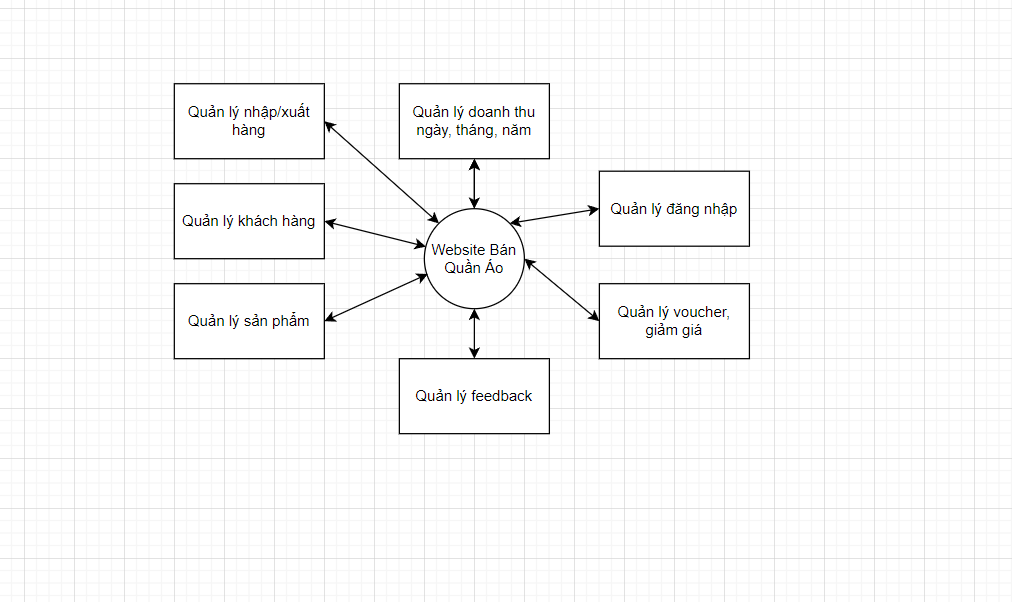 Quản lý nhập/xuất
hàng
Quản lý doanh thu
ngày, tháng, năm
Quản lý khách hàng
Quản lý đăng nhập
Website Bán
Quần Áo
Quản lý sản phẩm
Quản lý voucher,
giảm giá
Quản lý feedback